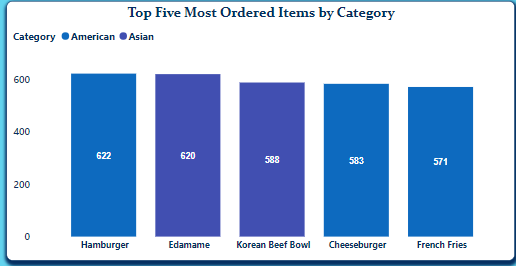 Top Five Most Ordered Items by Category
Category American Asian
600
400
200
0
622
620
588
583
571
Hamburger
Edamame
Korean Beef Bowl
Cheeseburger
French Fries